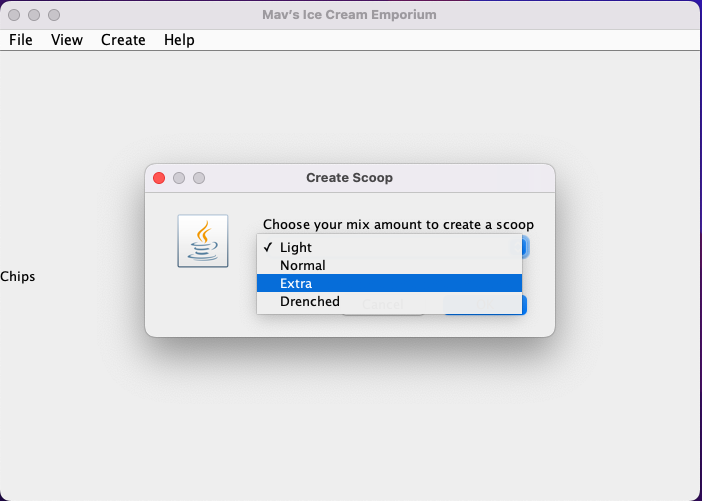 Mav's Ice Cream Emporium
File View Create Help
Create Scoop
Choose your mix amount to create a scoop
✓ Light
Normal
Chips
Extra
Drenched
Cancel